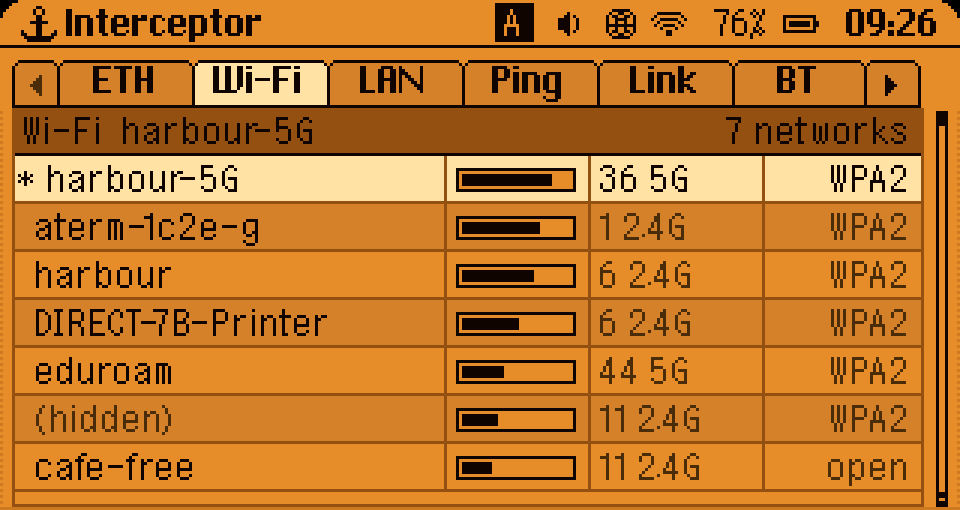 Interceptor A 76% 09:26
ETH Wi-Fi LAN Ping Link BT
Wi-Fi harbour-5G 7 networks
* harbour-5G 36 5G WPA2
aterm-1c2e-g 1 2.4G WPA2
harbour 6 2.4G WPA2
DIRECT-7B-Printer 6 2.4G WPA2
eduroam 44 5G WPA2
(hidden) 11 2.4G WPA2
cafe-free 11 2.4G open